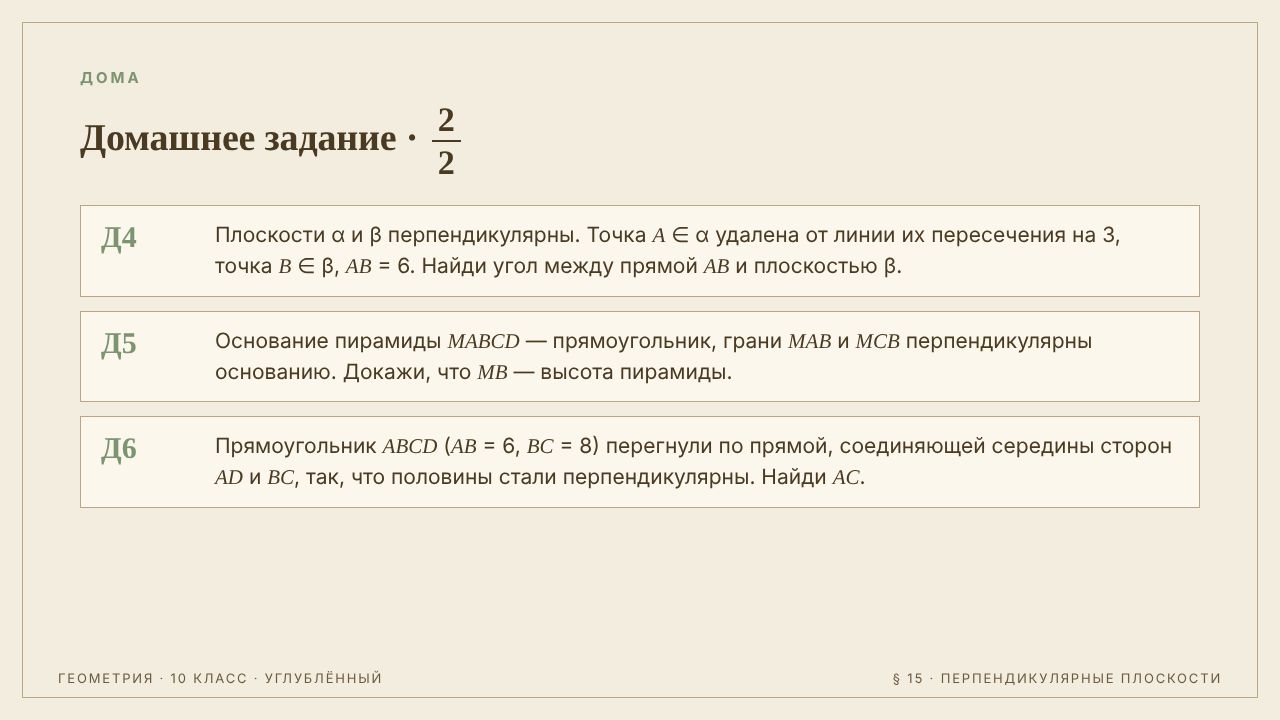 ДОМА
Домашнее задание · 2/2
Д4
Плоскости α и β перпендикулярны. Точка A ∈ α удалена от линии их пересечения на 3,
точка B ∈ β, AB = 6. Найди угол между прямой AB и плоскостью β.
Д5
Основание пирамиды MABCD — прямоугольник, грани MAB и MCB перпендикулярны
основанию. Докажи, что MB — высота пирамиды.
Д6
Прямоугольник ABCD (AB = 6, BC = 8) перегнули по прямой, соединяющей середины сторон
AD и BC, так, что половины стали перпендикулярны. Найди AC.
ГЕОМЕТРИЯ · 10 КЛАСС · УГЛУБЛЁННЫЙ
§ 15 · ПЕРПЕНДИКУЛЯРНЫЕ ПЛОСКОСТИ